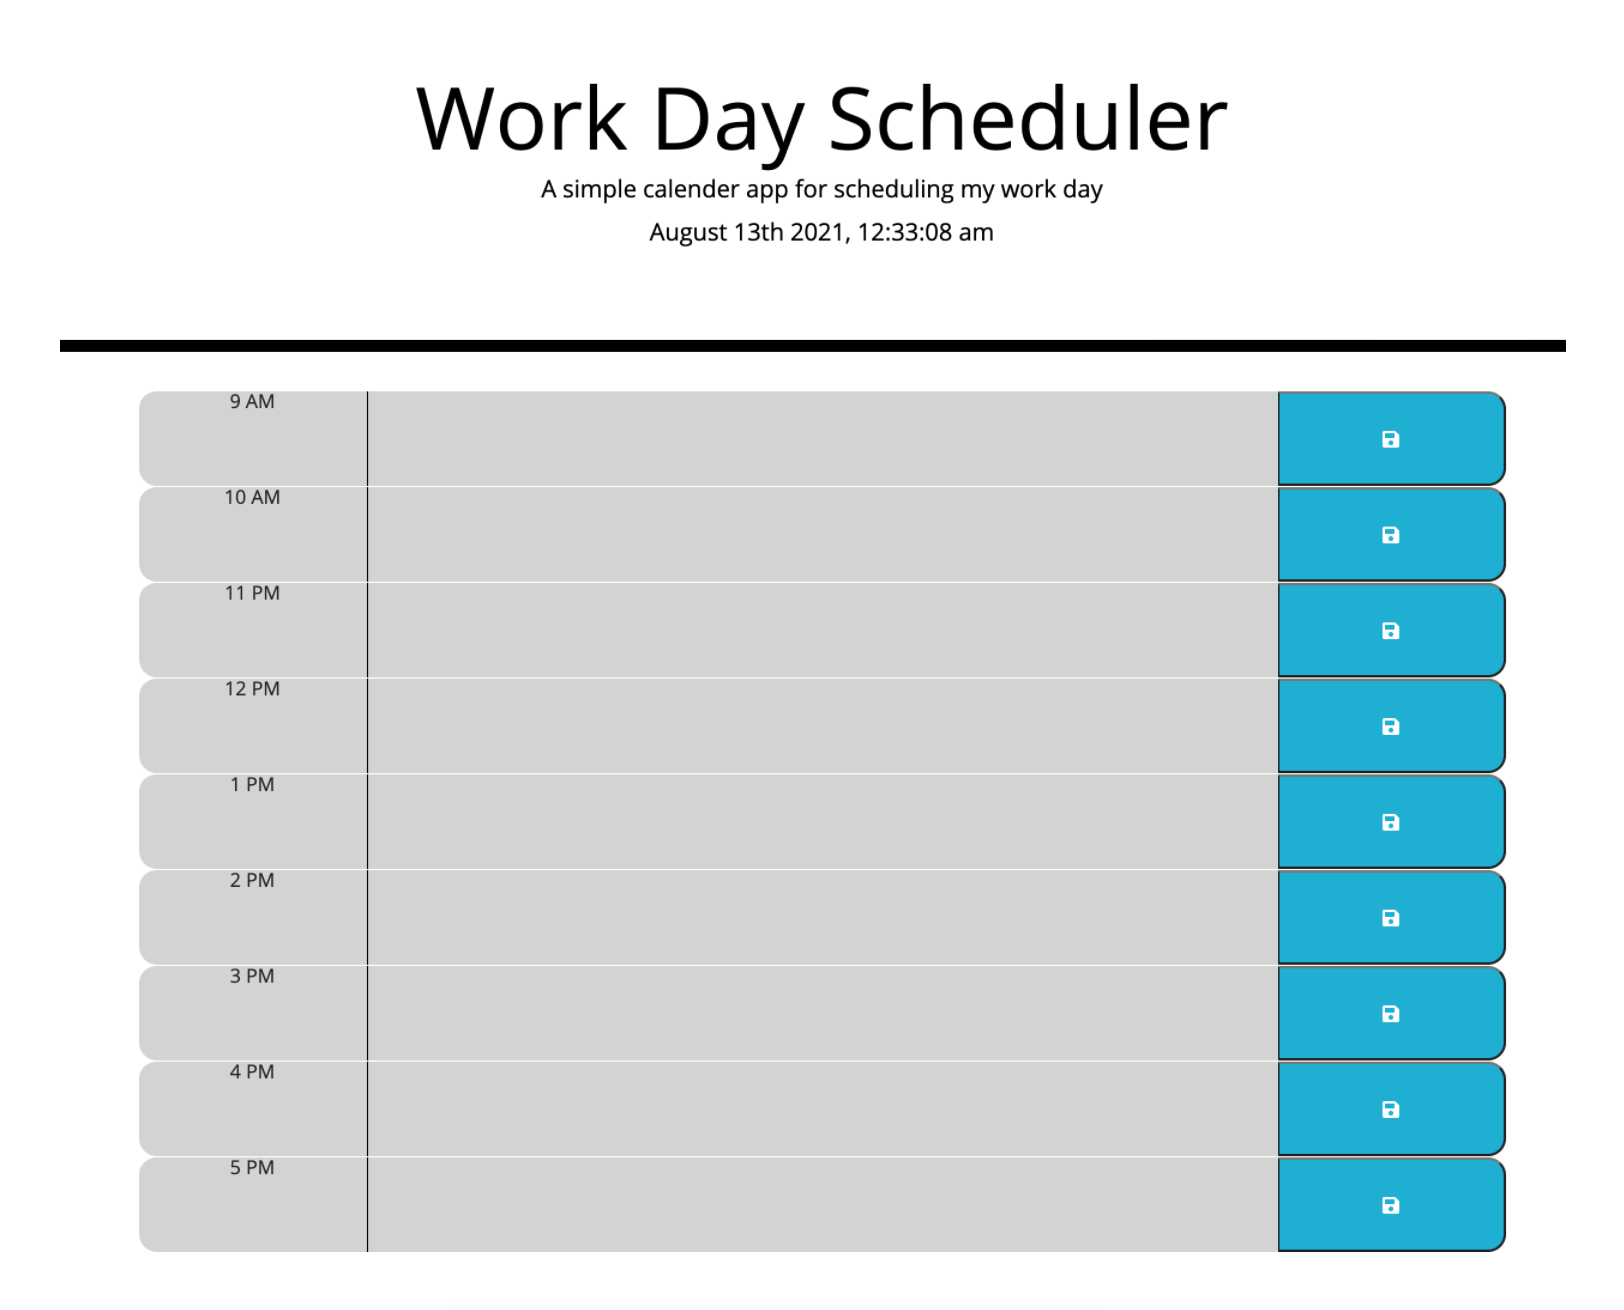 Work Day Scheduler
A simple calender app for scheduling my work day
August 13th 2021, 12:33:08 am
9 AM
10 AM
11 PM
12 PM
1 PM
2 PM
3 PM
4 PM
5 PM